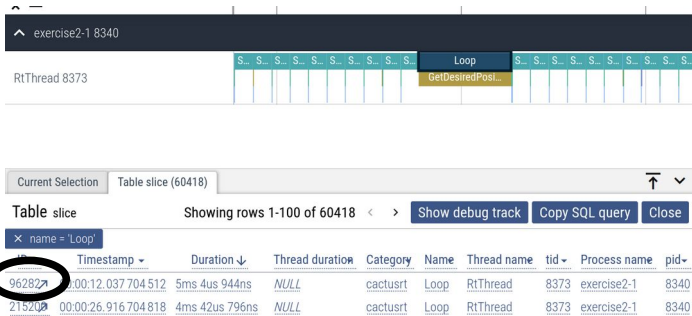 exercise2-1 8340
S... S... S... S... S... S... S... S... S... Loop S... S... S... S... S... S... S... S... S...
RtThread 8373
GetDesiredPosi...
Current Selection Table slice (60418)
Table slice Showing rows 1-100 of 60418 < > Show debug track Copy SQL query Close
× name = 'Loop'
ID Timestamp Duration Thread duration Category Name Thread name tid Process name pid
96282 00:00:12.037 704 512 5ms 4us 944ns NULL cactusrt Loop RtThread 8373 exercise2-1 8340
215200 00:00:26.916 704 818 4ms 42us 796ns NULL cactusrt Loop RtThread 8373 exercise2-1 8340